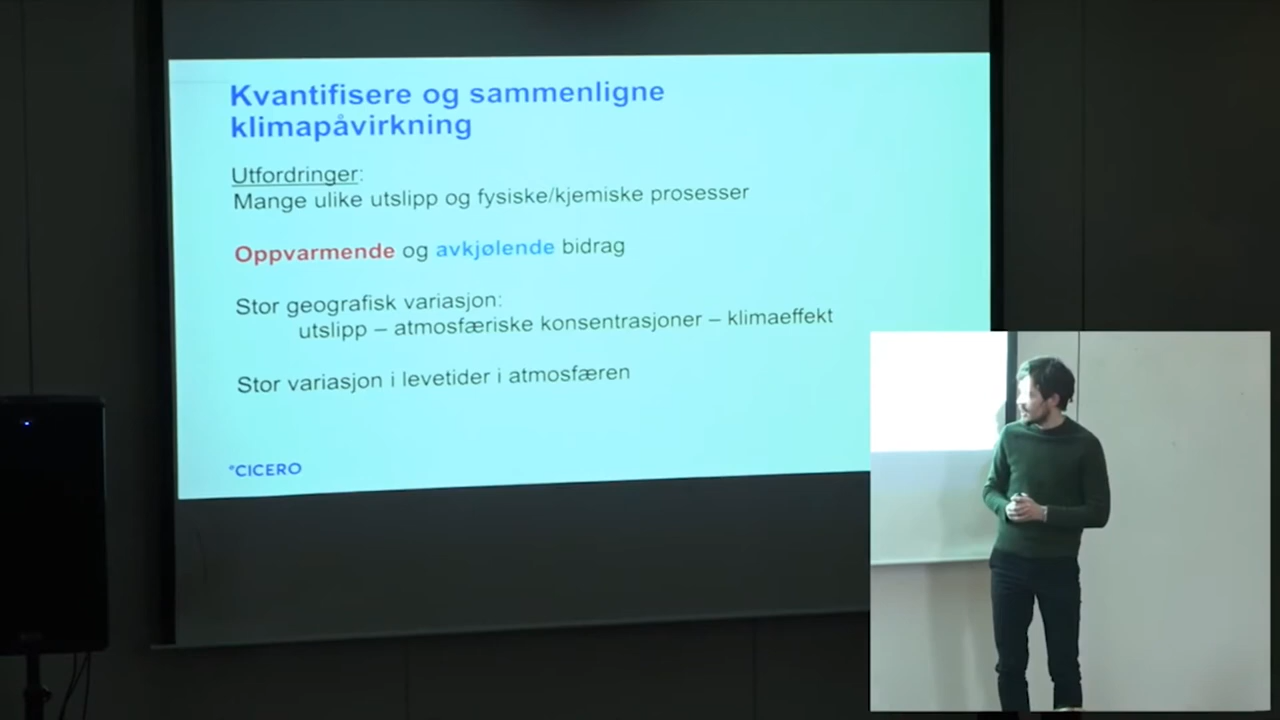 Kvantifisere og sammenligne
klimapåvirkning
Utfordringer:
Mange ulike utslipp og fysiske/kjemiske prosesser
Oppvarmende og avkjølende bidrag
Stor geografisk variasjon:
utslipp – atmosfæriske konsentrasjoner – klimaeffekt
Stor variasjon i levetider i atmosfæren
°CICERO